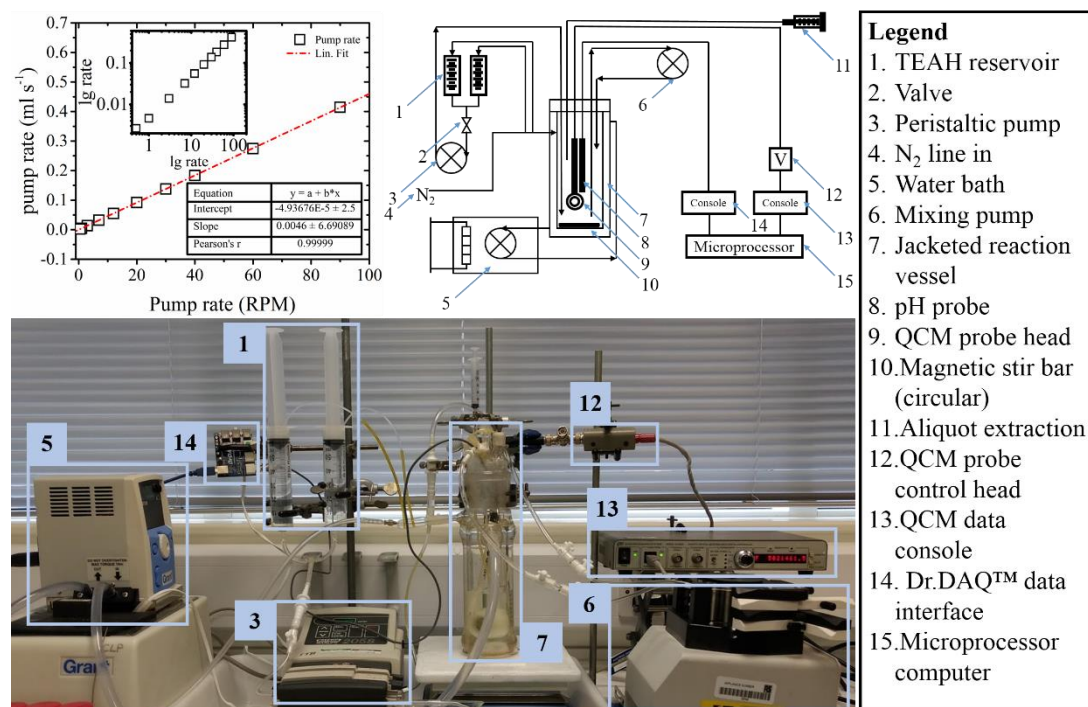 0.7
0.6
0.5
0.4
0.3
0.2
0.1
0.0
-0.1
pump rate (ml s⁻¹)
0 20 40 60 80 100
Pump rate (RPM)
Pump rate
Lin. Fit
0.1
0.01
lg rate
1 10 100
lg rate
Equation y = a + b*x
Intercept -4.93676E-5 ± 2.5
Slope 0.0046 ± 6.69089
Pearson's r 0.99999
1
2
3
4 N₂
5
6
7
8
9
10
11
V
12
Console
14
Console
13
Microprocessor
15
1
5
14
12
13
3
7
6
OUT IN
Grant
Grant
205S
Legend
1. TEAH reservoir
2. Valve
3. Peristaltic pump
4. N₂ line in
5. Water bath
6. Mixing pump
7. Jacketed reaction
vessel
8. pH probe
9. QCM probe head
10.Magnetic stir bar
(circular)
11.Aliquot extraction
12.QCM probe
control head
13.QCM data
console
14. Dr.DAQ™ data
interface
15.Microprocessor
computer